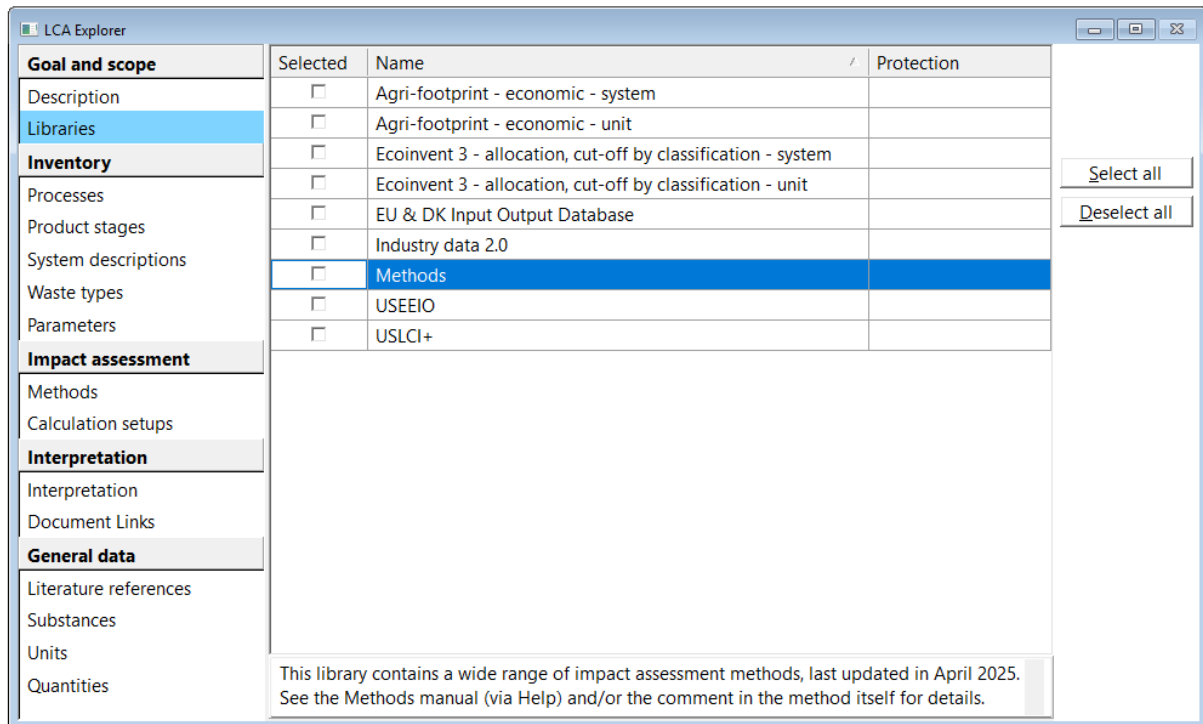 LCA Explorer
Goal and scope
Description
Libraries
Inventory
Processes
Product stages
System descriptions
Waste types
Parameters
Impact assessment
Methods
Calculation setups
Interpretation
Interpretation
Document Links
General data
Literature references
Substances
Units
Quantities
Selected Name Protection
Agri-footprint - economic - system
Agri-footprint - economic - unit
Ecoinvent 3 - allocation, cut-off by classification - system
Ecoinvent 3 - allocation, cut-off by classification - unit
EU & DK Input Output Database
Industry data 2.0
Methods
USEEIO
USLCI+
This library contains a wide range of impact assessment methods, last updated in April 2025.
See the Methods manual (via Help) and/or the comment in the method itself for details.
Select all
Deselect all